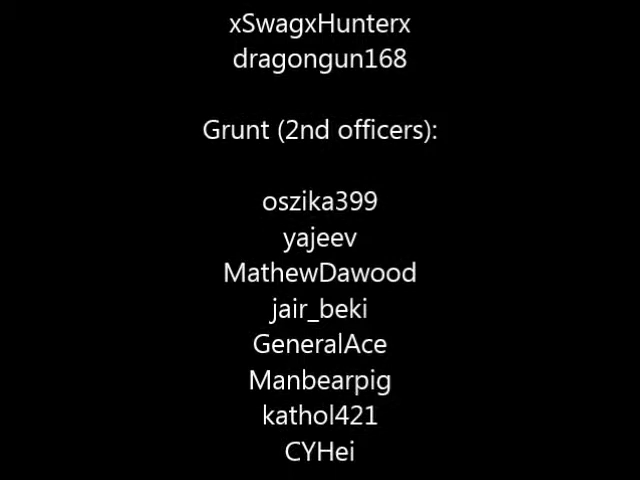 xSwagxHunterx
dragongun168
Grunt (2nd officers):
oszika399
yajeev
MathewDawood
jair_beki
GeneralAce
Manbearpig
kathol421
CYHei